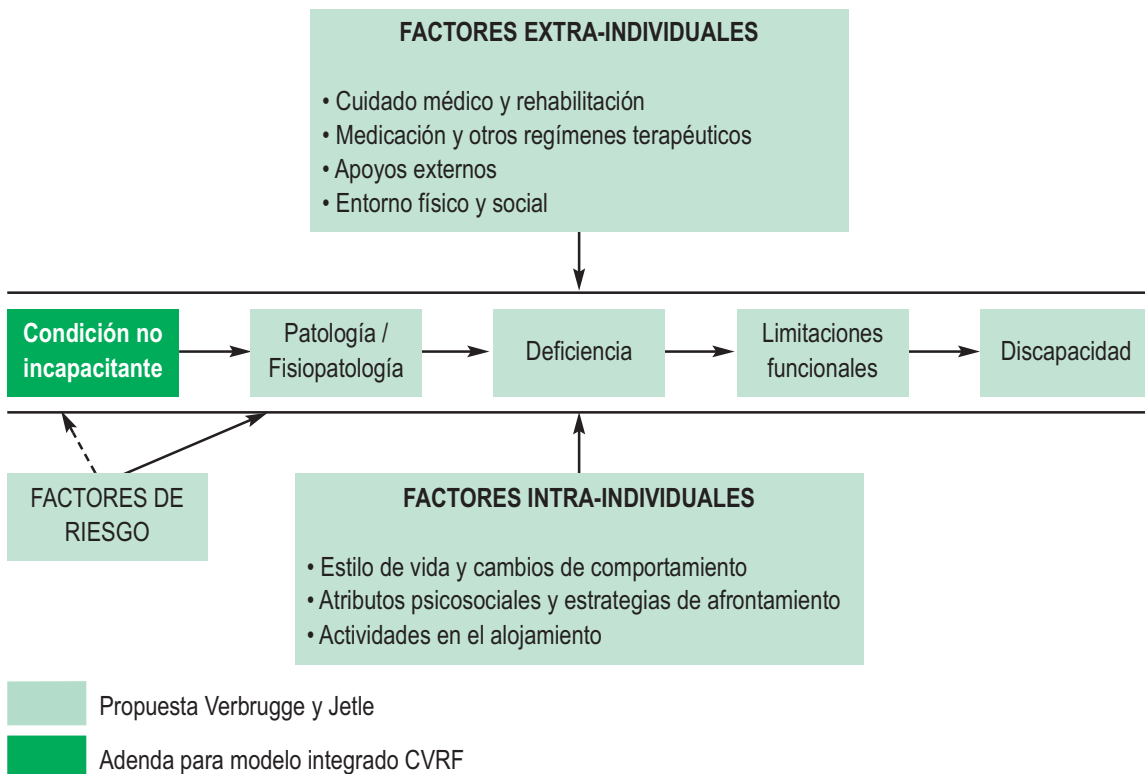 FACTORES EXTRA-INDIVIDUALES
• Cuidado médico y rehabilitación
• Medicación y otros regímenes terapéuticos
• Apoyos externos
• Entorno físico y social
Condición no
incapacitante
Patología /
Fisiopatología
Deficiencia
Limitaciones
funcionales
Discapacidad
FACTORES DE
RIESGO
FACTORES INTRA-INDIVIDUALES
• Estilo de vida y cambios de comportamiento
• Atributos psicosociales y estrategias de afrontamiento
• Actividades en el alojamiento
Propuesta Verbrugge y Jetle
Adenda para modelo integrado CVRF